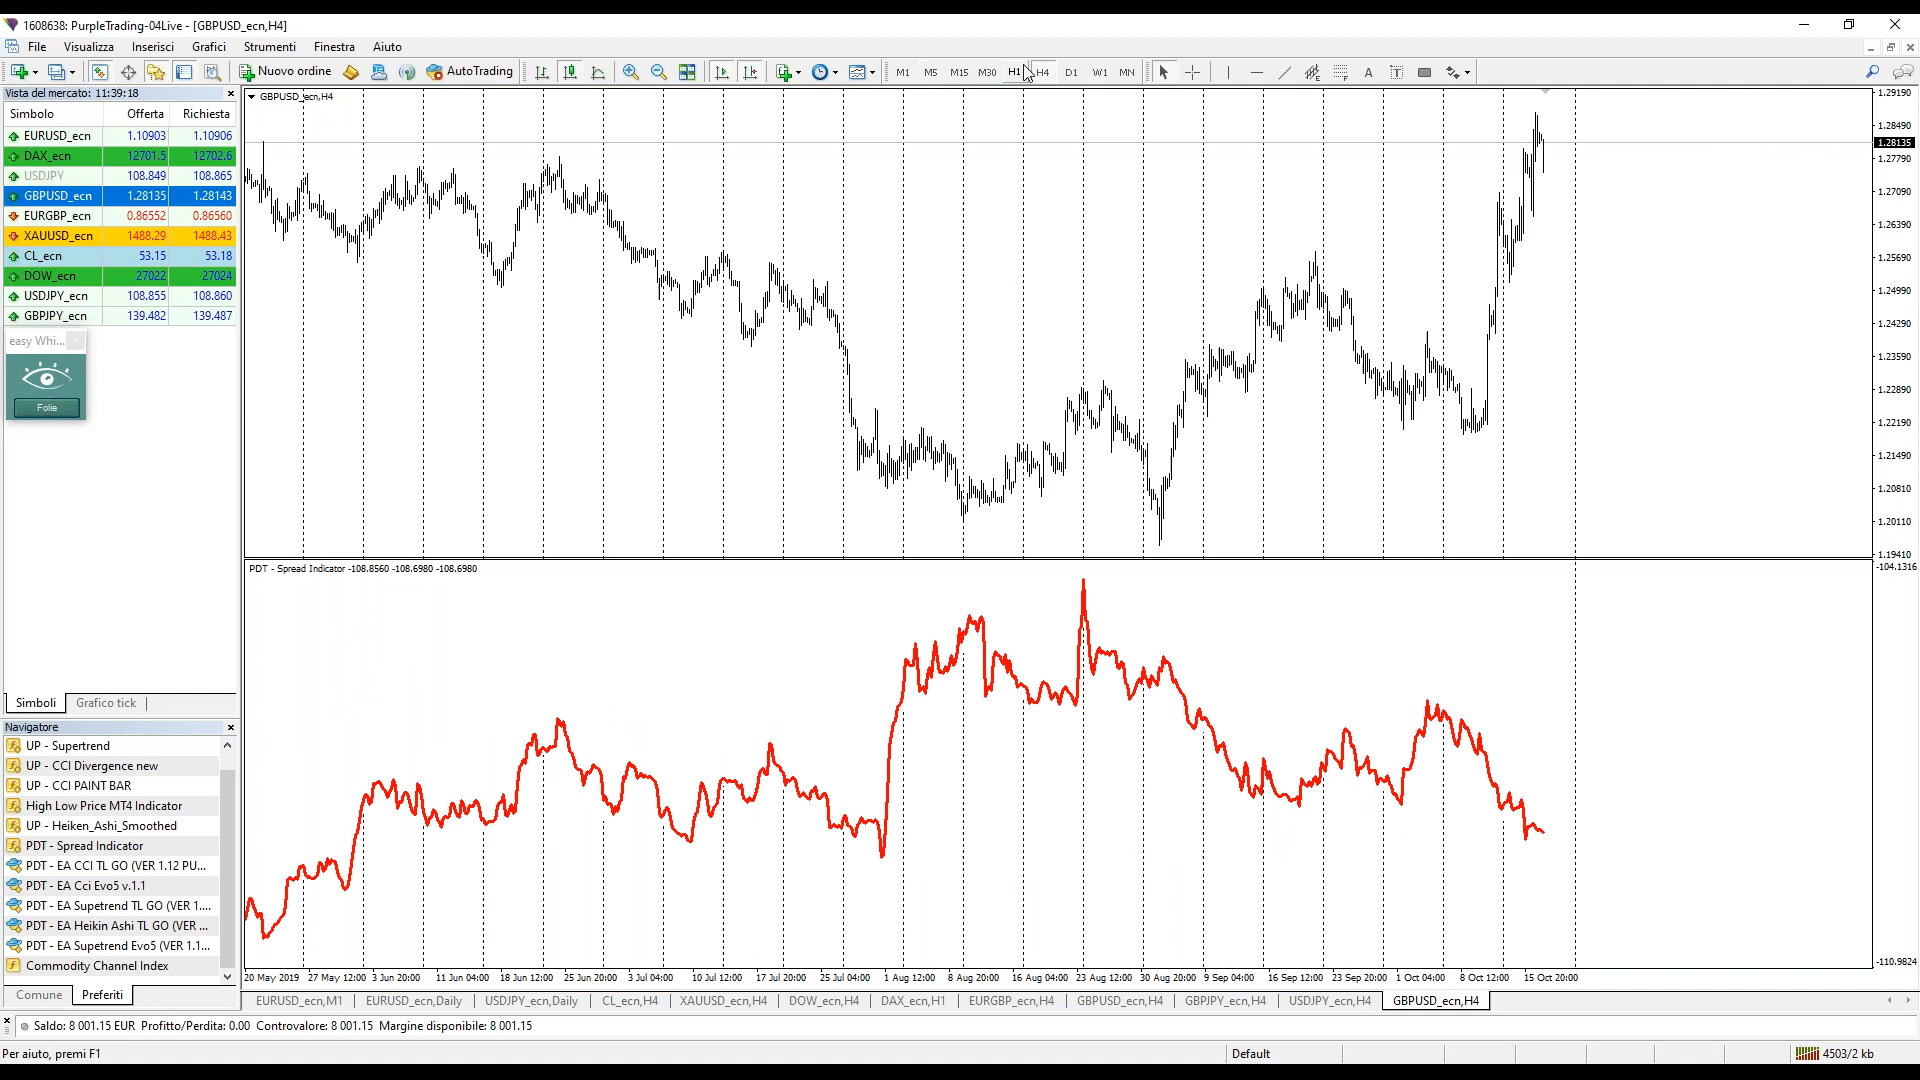 1608638: PurpleTrading-04Live - [GBPUSD_ecn,H4]
File Visualizza Inserisci Grafici Strumenti Finestra Aiuto
Nuovo ordine AutoTrading M1 M5 M15 M30 H1 H4 D1 W1 MN A T
Vista del mercato: 11:39:18
Simbolo Offerta Richiesta
EURUSD_ecn 1.10903 1.10906
DAX_ecn 12701.5 12702.6
USDJPY 108.849 108.865
GBPUSD_ecn 1.28135 1.28143
EURGBP_ecn 0.86552 0.86560
XAUUSD_ecn 1488.29 1488.43
CL_ecn 53.15 53.18
DOW_ecn 27022 27024
USDJPY_ecn 108.855 108.860
GBPJPY_ecn 139.482 139.487
easy Whi...
Folie
Simboli Grafico tick
Navigatore
UP - Supertrend
UP - CCI Divergence new
UP - CCI PAINT BAR
High Low Price MT4 Indicator
UP - Heiken_Ashi_Smoothed
PDT - Spread Indicator
PDT - EA CCI TL GO (VER 1.12 PU...
PDT - EA Cci Evo5 v.1.1
PDT - EA Supetrend TL GO (VER 1....
PDT - EA Heikin Ashi TL GO (VER ...
PDT - EA Supetrend Evo5 (VER 1.1...
Commodity Channel Index
Comune Preferiti
GBPUSD_ecn,H4
1.29190
1.28490
1.28135
1.27790
1.27090
1.26390
1.25690
1.24990
1.24290
1.23590
1.22890
1.22190
1.21490
1.20810
1.20110
1.19410
PDT - Spread Indicator -108.8560 -108.6980 -108.6980
-104.1316
-110.9824
20 May 2019 27 May 12:00 3 Jun 20:00 11 Jun 04:00 18 Jun 12:00 25 Jun 20:00 3 Jul 04:00 10 Jul 12:00 17 Jul 20:00 25 Jul 04:00 1 Aug 12:00 8 Aug 20:00 16 Aug 04:00 23 Aug 12:00 30 Aug 20:00 9 Sep 04:00 16 Sep 12:00 23 Sep 20:00 1 Oct 04:00 8 Oct 12:00 15 Oct 20:00
EURUSD_ecn,M1 EURUSD_ecn,Daily USDJPY_ecn,Daily CL_ecn,H4 XAUUSD_ecn,H4 DOW_ecn,H4 DAX_ecn,H1 EURGBP_ecn,H4 GBPUSD_ecn,H4 GBPJPY_ecn,H4 USDJPY_ecn,H4 GBPUSD_ecn,H4
Saldo: 8 001.15 EUR Profitto/Perdita: 0.00 Controvalore: 8 001.15 Margine disponibile: 8 001.15
Per aiuto, premi F1 Default 4503/2 kb